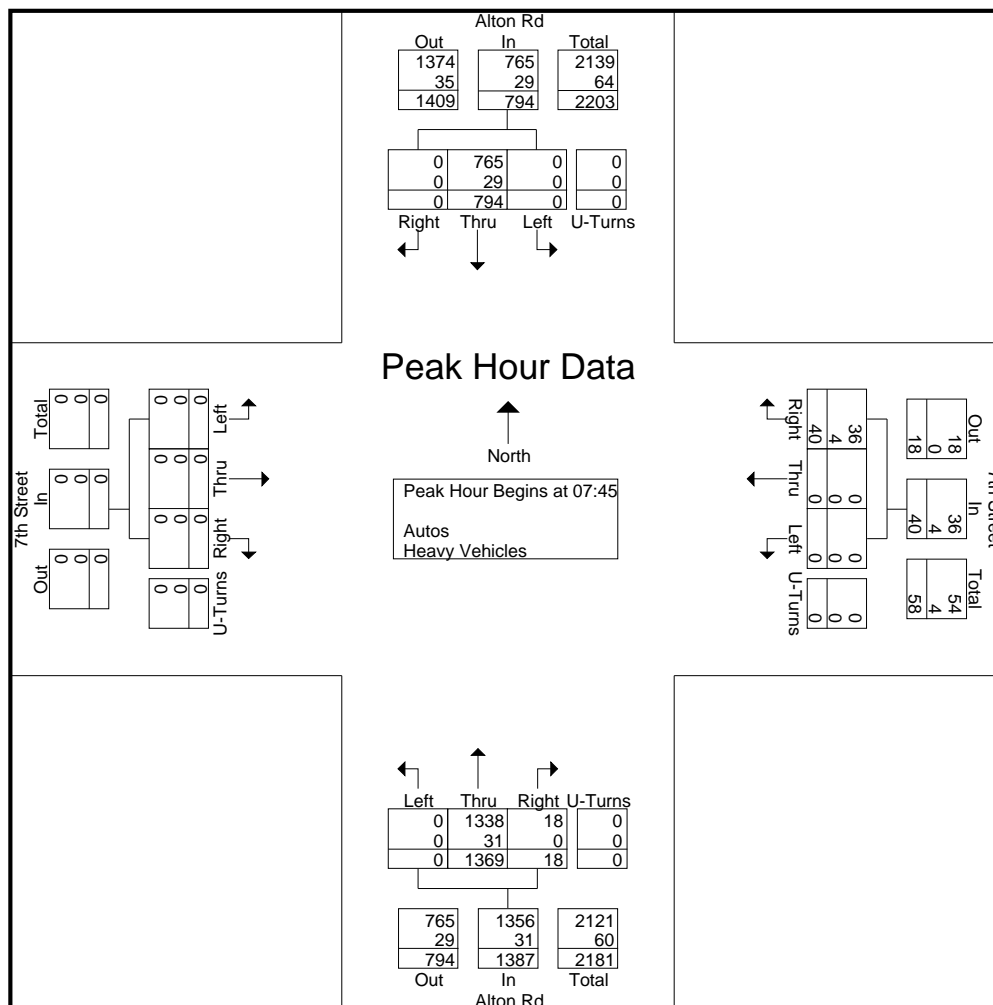 Alton Rd
Out In Total
1374 765 2139
35 29 64
1409 794 2203
0 765 0 0
0 29 0 0
0 794 0 0
Right Thru Left U-Turns
Peak Hour Data
North
Peak Hour Begins at 07:45
Autos
Heavy Vehicles
7th Street
Total In Out
0 0 0
0 0 0
0 0 0
Left Thru Right U-Turns
0 0 0 0
0 0 0 0
0 0 0 0
Right Thru Left U-Turns
36 0 0 0
4 0 0 0
40 0 0 0
7th Street
Out In Total
18 36 54
0 4 4
18 40 58
Left Thru Right U-Turns
0 1338 18 0
0 31 0 0
0 1369 18 0
765 1356 2121
29 31 60
794 1387 2181
Out In Total
Alton Rd